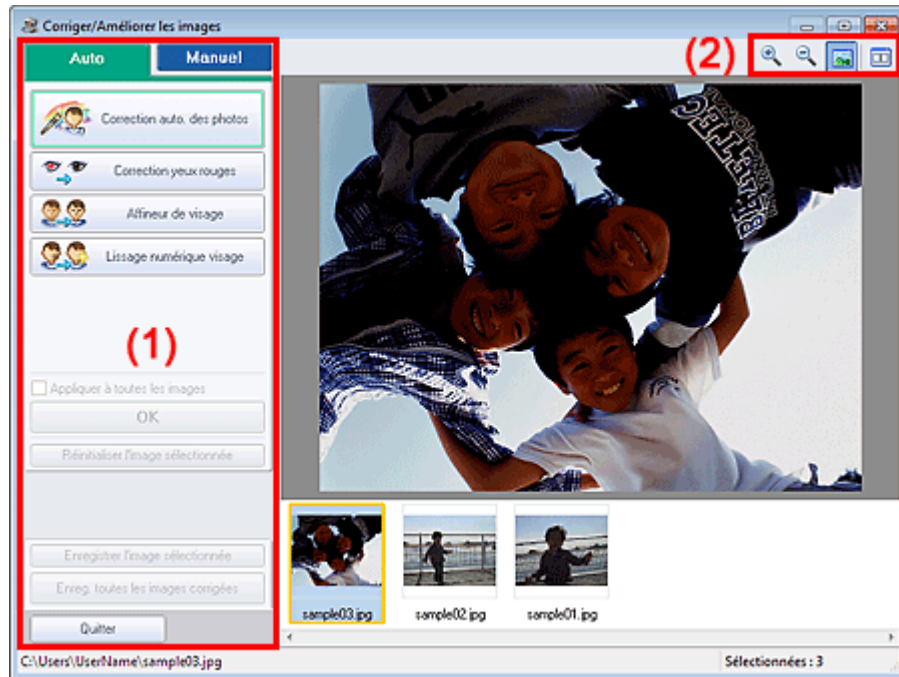 Corriger/Améliorer les images
Auto
Manuel
(2)
Correction auto. des photos
Correction yeux rouges
Affineur de visage
Lissage numérique visage
(1)
Appliquer à toutes les images
OK
Réinitialiser l'image sélectionnée
Enregistrer l'image sélectionnée
Enreg. toutes les images corrigées
Quitter
sample03.jpg
sample02.jpg
sample01.jpg
C:\Users\UserName\sample03.jpg
Sélectionnées : 3